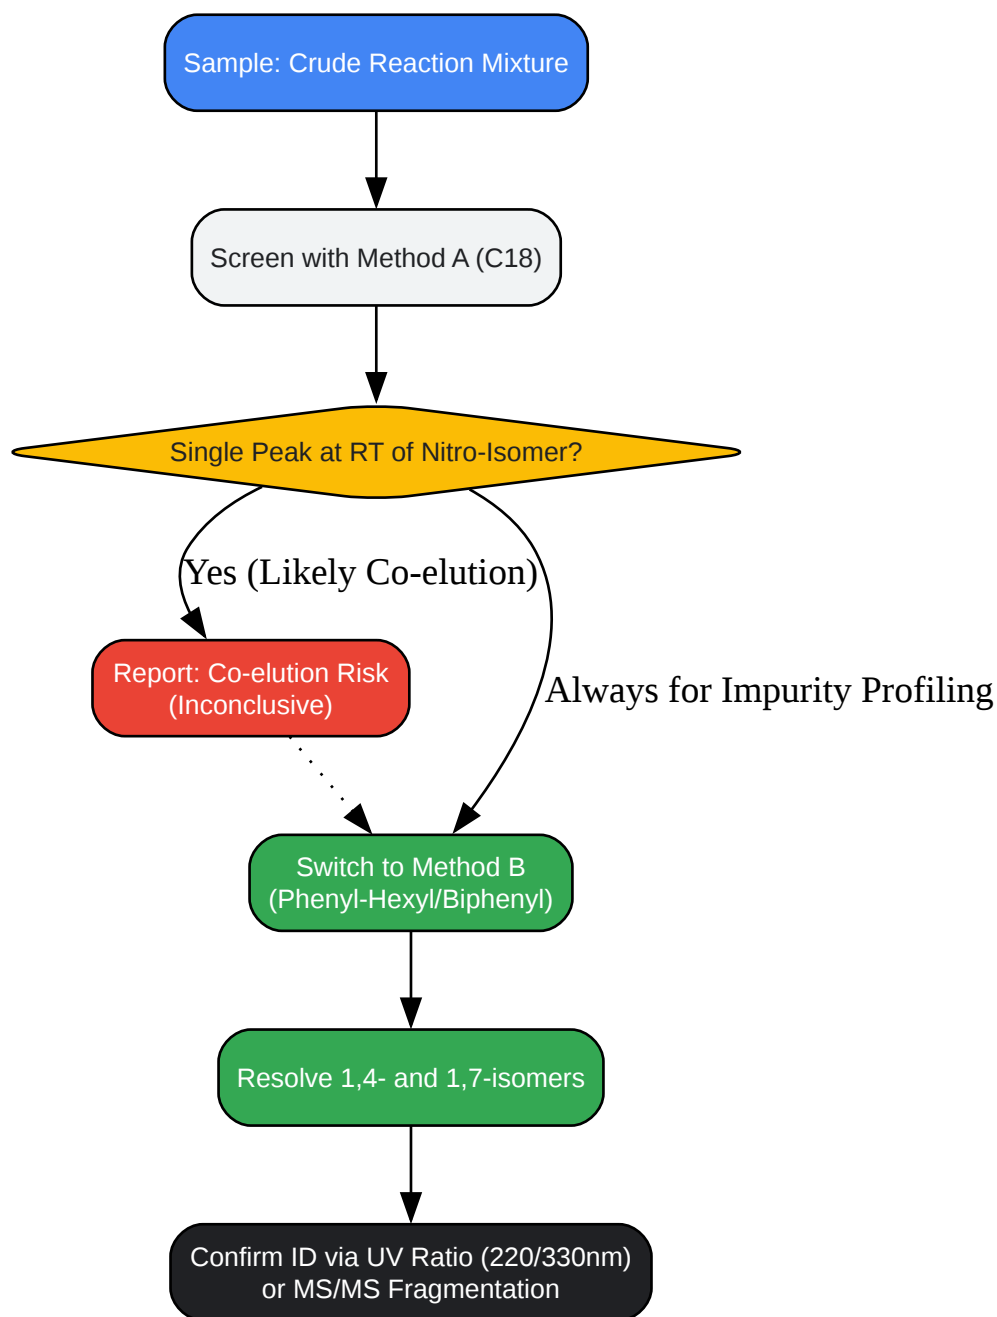 Sample: Crude Reaction Mixture
Screen with Method A (C18)
Single Peak at RT of Nitro-Isomer?
Yes (Likely Co-elution)
Report: Co-elution Risk
(Inconclusive)
Always for Impurity Profiling
Switch to Method B
(Phenyl-Hexyl/Biphenyl)
Resolve 1,4- and 1,7-isomers
Confirm ID via UV Ratio (220/330nm)
or MS/MS Fragmentation